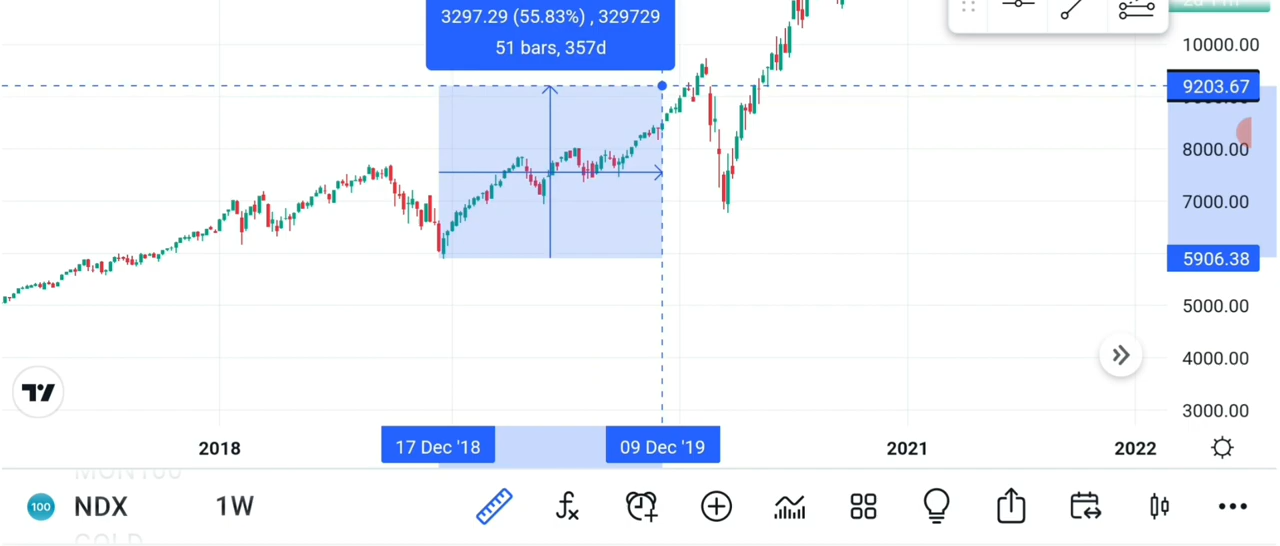 3297.29 (55.83%) , 329729
51 bars, 357d
10000.00
9203.67
8000.00
7000.00
5906.38
5000.00
4000.00
3000.00
2018
17 Dec '18
09 Dec '19
2021
2022
100 NDX 1W